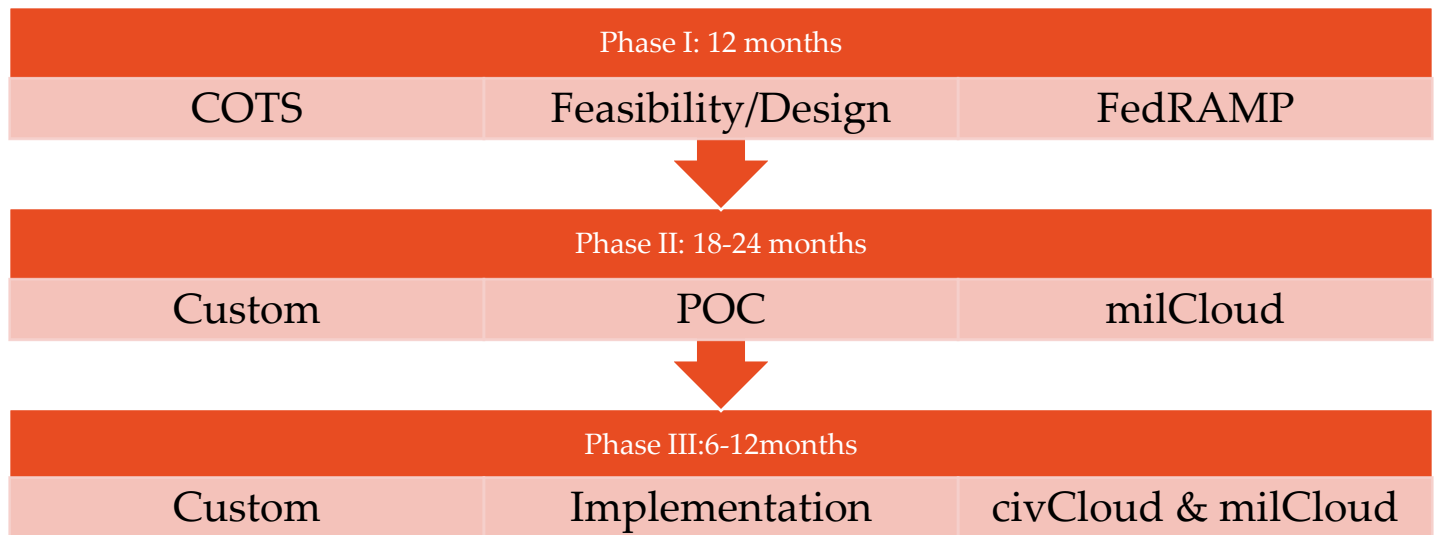 Phase I: 12 months
COTS Feasibility/Design FedRAMP
Phase II: 18-24 months
Custom POC milCloud
Phase III:6-12months
Custom Implementation civCloud & milCloud